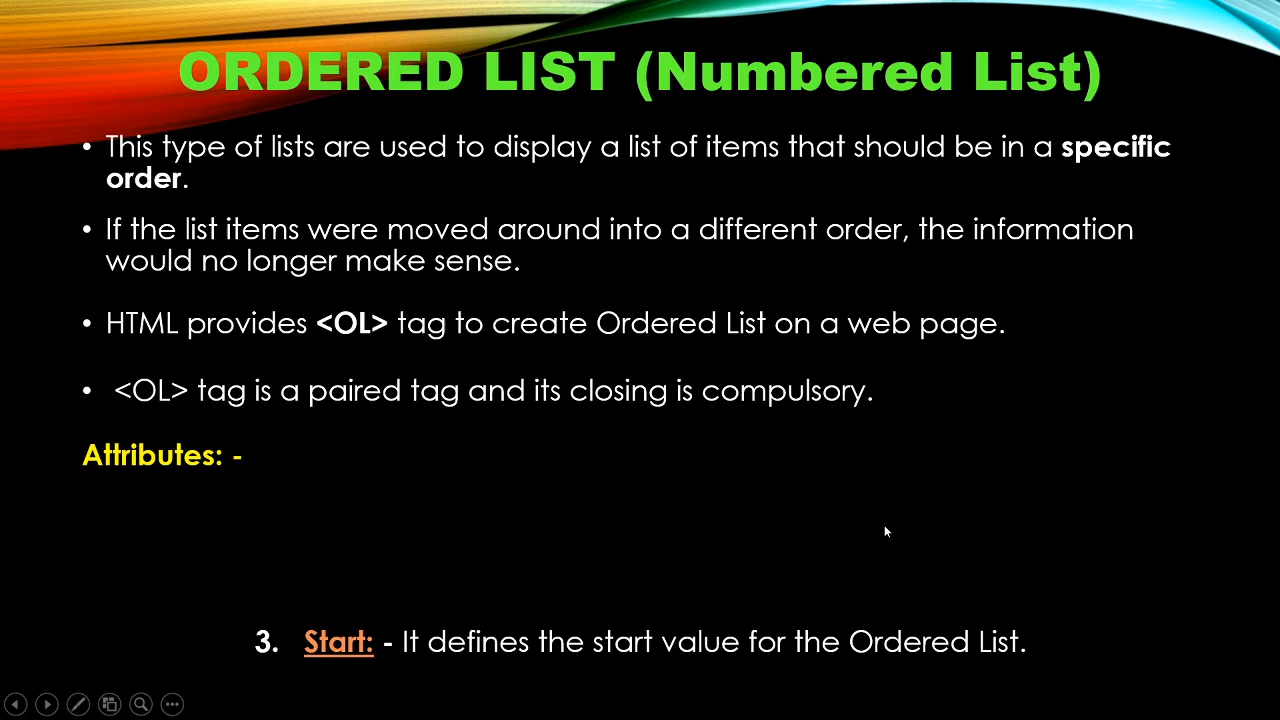 ORDERED LIST (Numbered List)
• This type of lists are used to display a list of items that should be in a specific
order.
• If the list items were moved around into a different order, the information
would no longer make sense.
• HTML provides <OL> tag to create Ordered List on a web page.
• <OL> tag is a paired tag and its closing is compulsory.
Attributes: -
3. Start: - It defines the start value for the Ordered List.